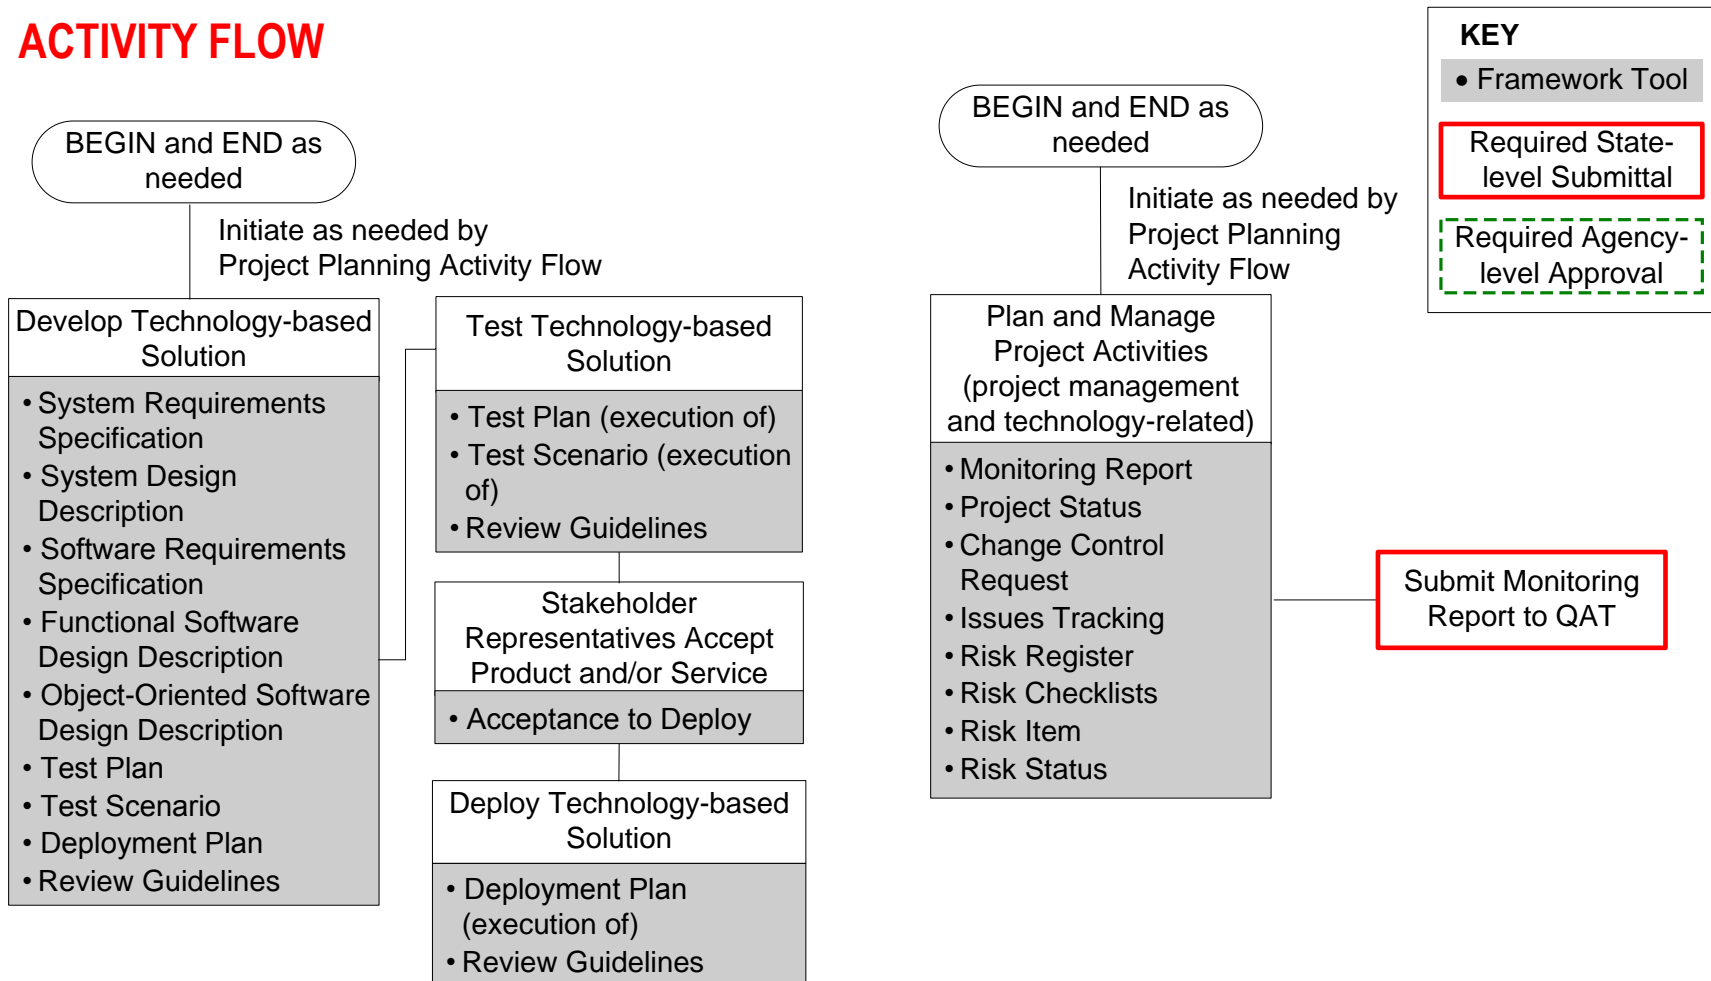 ACTIVITY FLOW
BEGIN and END as
needed
Initiate as needed by
Project Planning Activity Flow
Develop Technology-based
Solution
• System Requirements
Specification
• System Design
Description
• Software Requirements
Specification
• Functional Software
Design Description
• Object-Oriented Software
Design Description
• Test Plan
• Test Scenario
• Deployment Plan
• Review Guidelines
Test Technology-based
Solution
• Test Plan (execution of)
• Test Scenario (execution
of)
• Review Guidelines
Stakeholder
Representatives Accept
Product and/or Service
• Acceptance to Deploy
Deploy Technology-based
Solution
• Deployment Plan
(execution of)
• Review Guidelines
BEGIN and END as
needed
Initiate as needed by
Project Planning
Activity Flow
Plan and Manage
Project Activities
(project management
and technology-related)
• Monitoring Report
• Project Status
• Change Control
Request
• Issues Tracking
• Risk Register
• Risk Checklists
• Risk Item
• Risk Status
Submit Monitoring
Report to QAT
KEY
• Framework Tool
Required State-
level Submittal
Required Agency-
level Approval